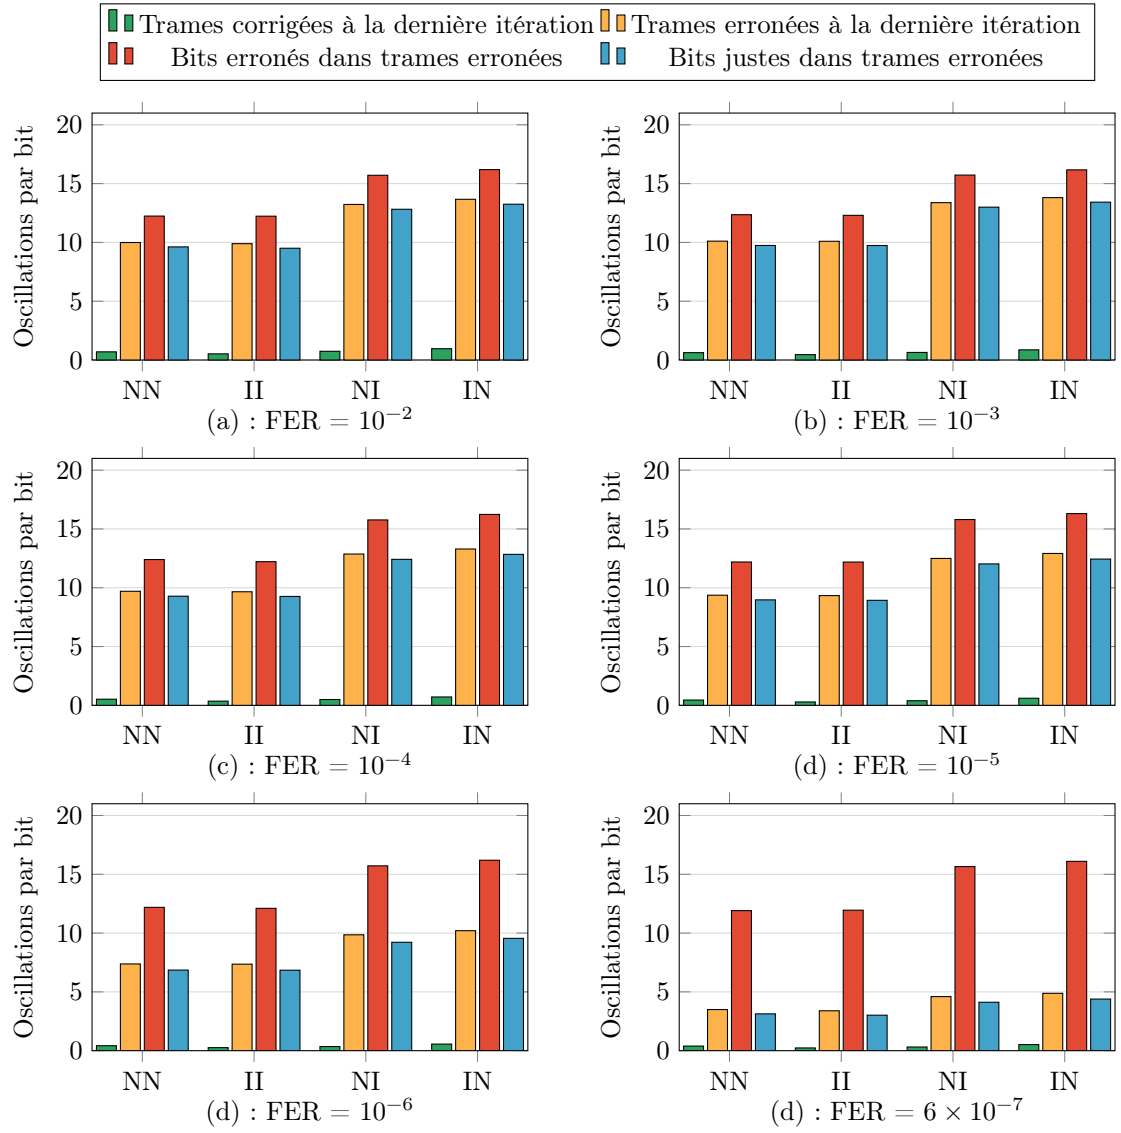 Trames corrigées à la dernière itération Trames erronées à la dernière itération
Bits erronés dans trames erronées Bits justes dans trames erronées
Oscillations par bit
20
15
10
5
0
NN II NI IN
(a) : FER = 10⁻²
Oscillations par bit
20
15
10
5
0
NN II NI IN
(b) : FER = 10⁻³
Oscillations par bit
20
15
10
5
0
NN II NI IN
(c) : FER = 10⁻⁴
Oscillations par bit
20
15
10
5
0
NN II NI IN
(d) : FER = 10⁻⁵
Oscillations par bit
20
15
10
5
0
NN II NI IN
(d) : FER = 10⁻⁶
Oscillations par bit
20
15
10
5
0
NN II NI IN
(d) : FER = 6 × 10⁻⁷